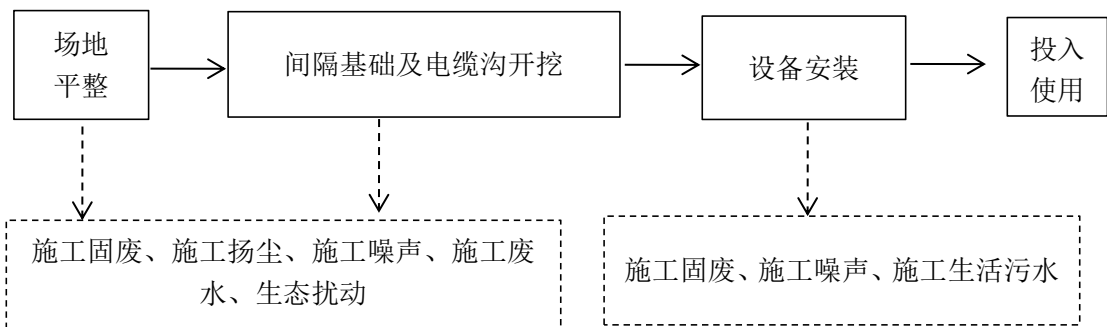 场地
平整
间隔基础及电缆沟开挖
设备安装
投入
使用
施工固废、施工扬尘、施工噪声、施工废
水、生态扰动
施工固废、施工噪声、施工生活污水